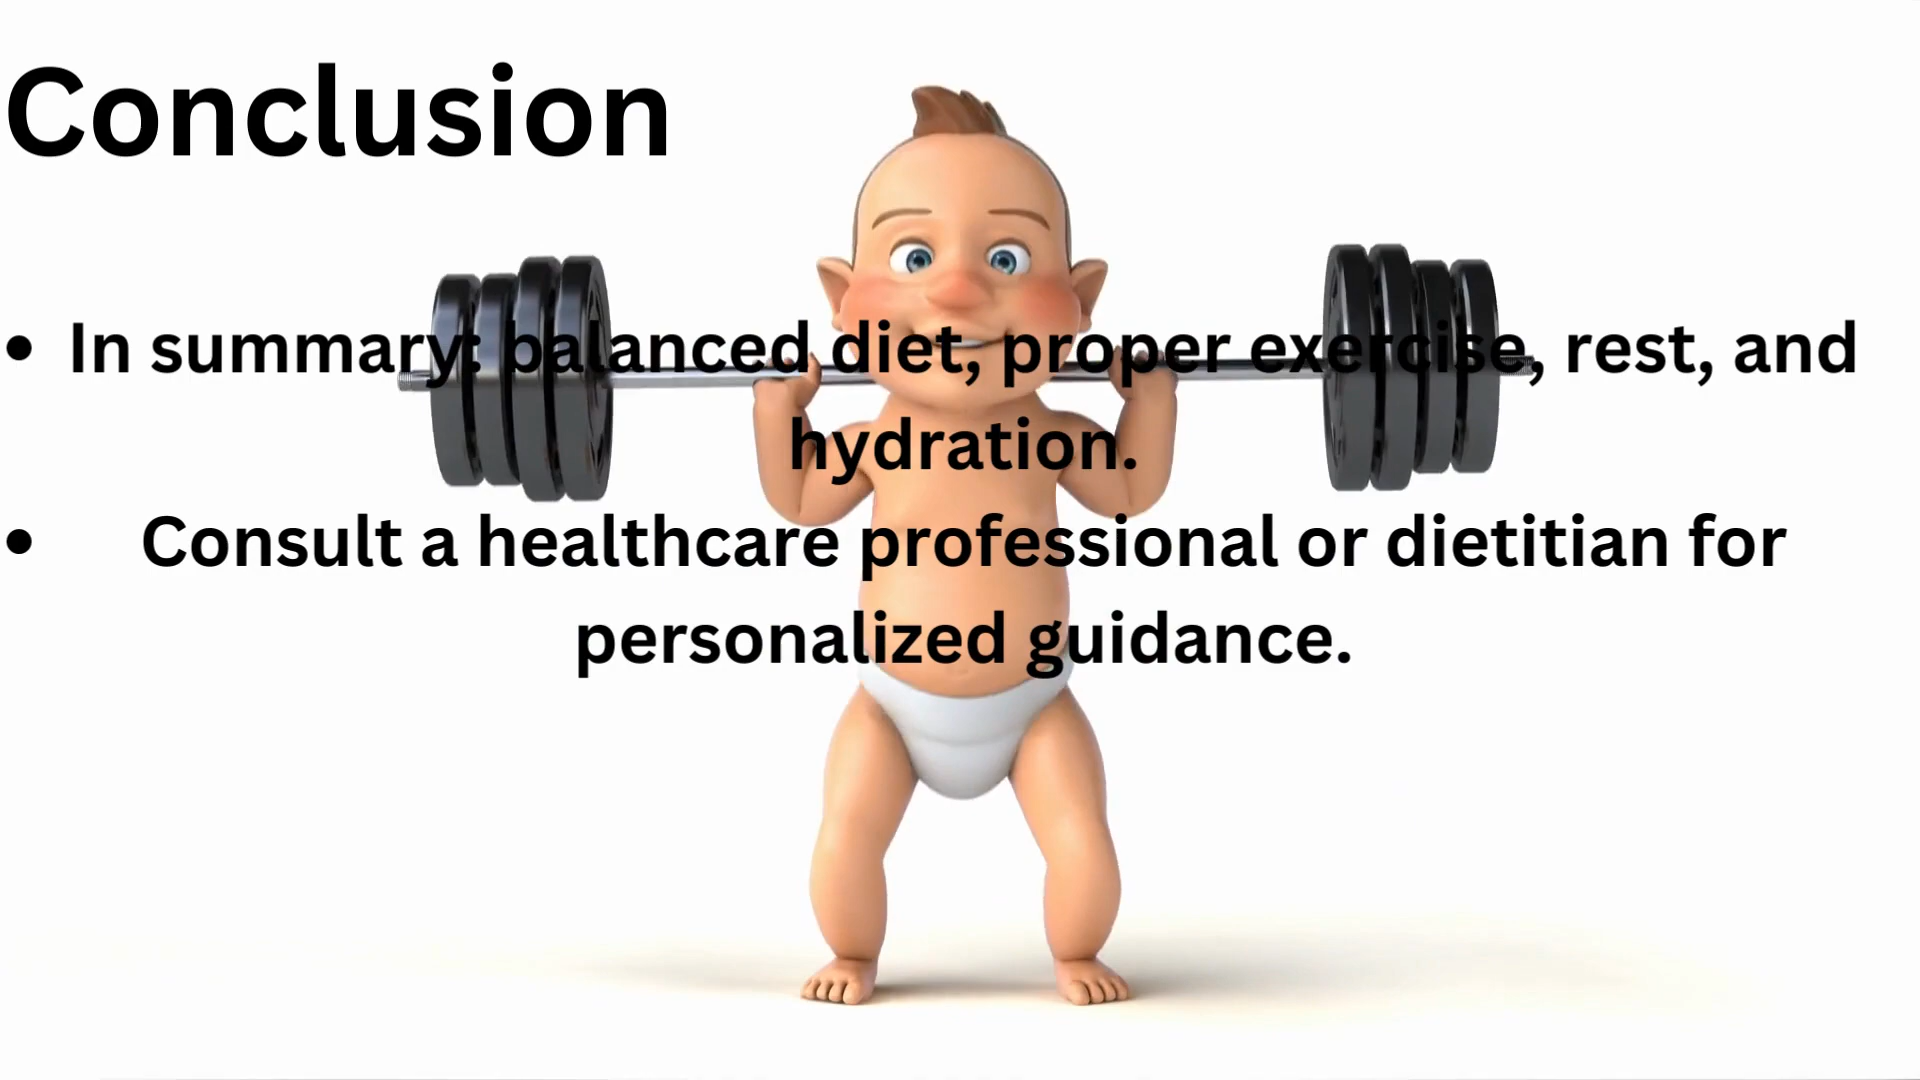 Conclusion
• In summary: balanced diet, proper exercise, rest, and
hydration.
• Consult a healthcare professional or dietitian for
personalized guidance.